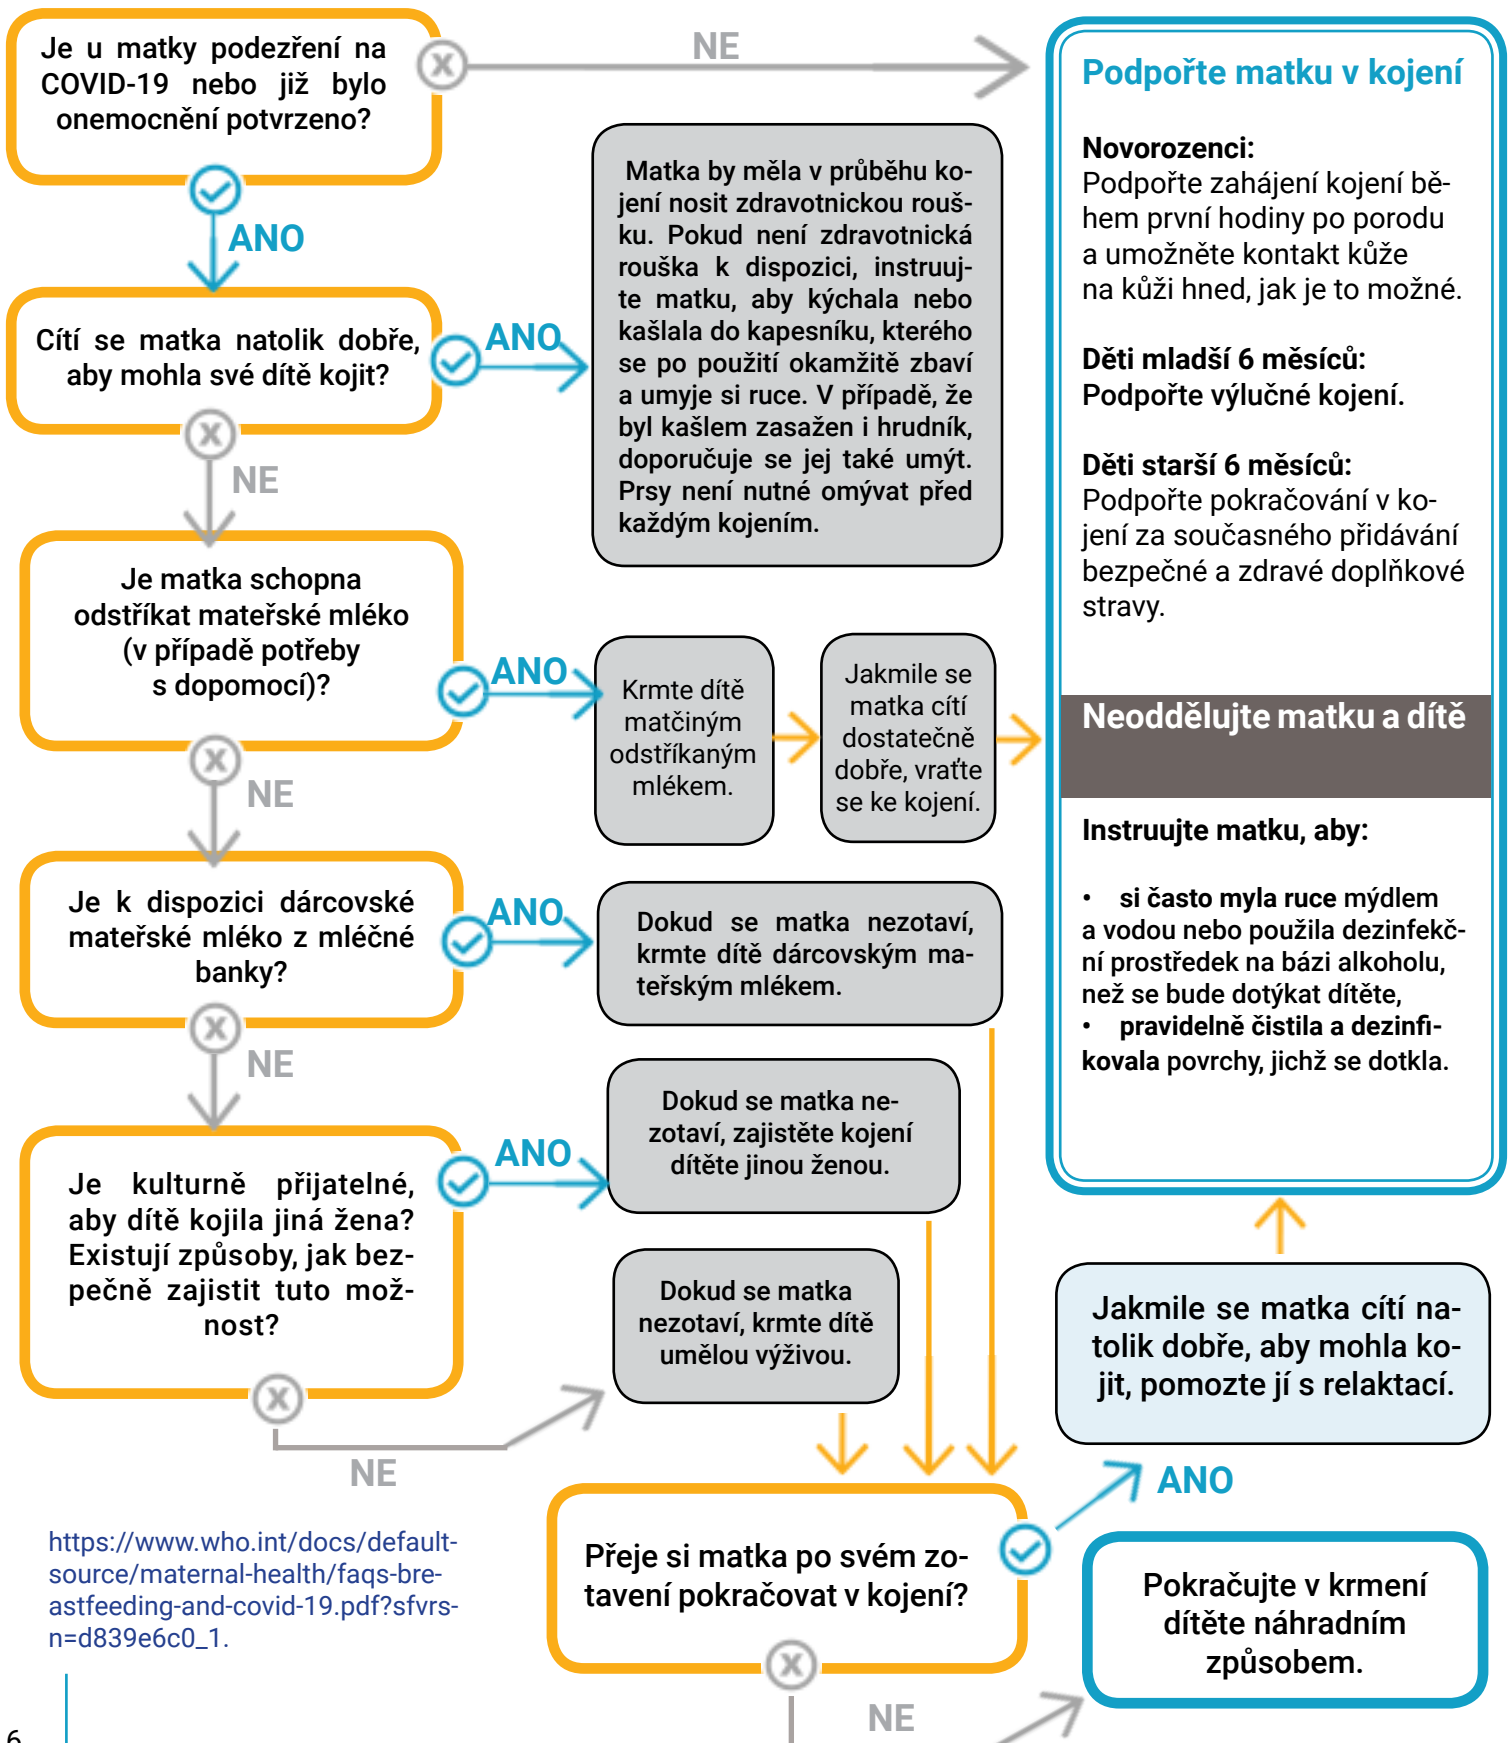 Je u matky podezření na
COVID-19 nebo již bylo
onemocnění potvrzeno?
X
NE
ANO
Cítí se matka natolik dobře,
aby mohla své dítě kojit?
ANO
X
NE
Matka by měla v průběhu ko-
jení nosit zdravotnickou rouš-
ku. Pokud není zdravotnická
rouška k dispozici, instruuj-
te matku, aby kýchala nebo
kašlala do kapesníku, kterého
se po použití okamžitě zbaví
a umyje si ruce. V případě, že
byl kašlem zasažen i hrudník,
doporučuje se jej také umýt.
Prsy není nutné omývat před
každým kojením.
Je matka schopna
odstříkat mateřské mléko
(v případě potřeby
s dopomocí)?
ANO
X
NE
Krmte dítě
matčiným
odstříkaným
mlékem.
Jakmile se
matka cítí
dostatečně
dobře, vraťte
se ke kojení.
Je k dispozici dárcovské
mateřské mléko z mléčné
banky?
ANO
X
NE
Dokud se matka nezotaví,
krmte dítě dárcovským ma-
teřským mlékem.
Je kulturně přijatelné,
aby dítě kojila jiná žena?
Existují způsoby, jak bez-
pečně zajistit tuto mož-
nost?
ANO
X
NE
Dokud se matka ne-
zotaví, zajistěte kojení
dítěte jinou ženou.
Dokud se matka
nezotaví, krmte dítě
umělou výživou.
Podpořte matku v kojení
Novorozenci:
Podpořte zahájení kojení bě-
hem první hodiny po porodu
a umožněte kontakt kůže
na kůži hned, jak je to možné.
Děti mladší 6 měsíců:
Podpořte výlučné kojení.
Děti starší 6 měsíců:
Podpořte pokračování v ko-
jení za současného přidávání
bezpečné a zdravé doplňkové
stravy.
Neoddělujte matku a dítě
Instruujte matku, aby:
• si často myla ruce mýdlem
a vodou nebo použila dezinfekč-
ní prostředek na bázi alkoholu,
než se bude dotýkat dítěte,
• pravidelně čistila a dezinfi-
kovala povrchy, jichž se dotkla.
Jakmile se matka cítí na-
tolik dobře, aby mohla ko-
jit, pomozte jí s relaktací.
ANO
Přeje si matka po svém zo-
tavení pokračovat v kojení?
X
NE
Pokračujte v krmení
dítěte náhradním
způsobem.
https://www.who.int/docs/default-
source/maternal-health/faqs-bre-
astfeeding-and-covid-19.pdf?sfvrs-
n=d839e6c0_1.
6